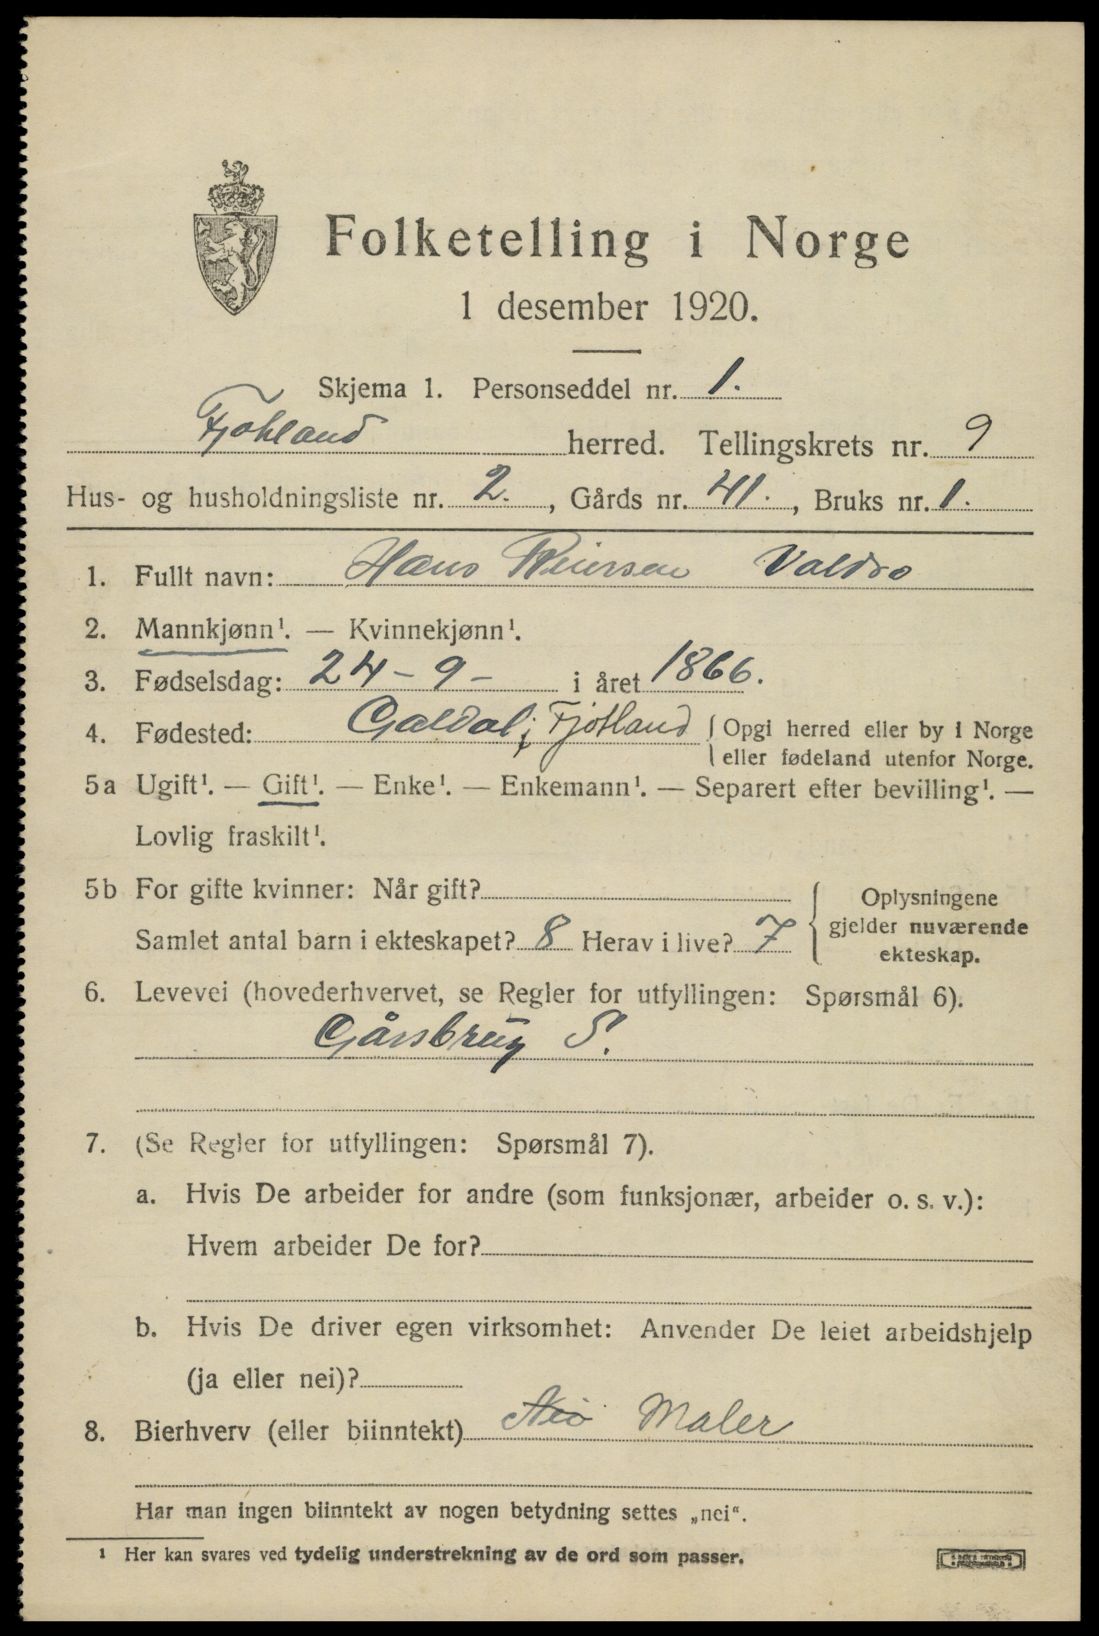 Folketelling i Norge
1 desember 1920.
Skjema 1. Personseddel nr. 1.
Fjotland herred. Tellingskrets nr. 9
Hus- og husholdningsliste nr. 2. , Gårds nr. 41. , Bruks nr. 1.
1. Fullt navn: Hans Reiersen Valdro
2. Mannkjønn¹. — Kvinnekjønn¹.
3. Fødselsdag: 24 – 9 – i året 1866.
4. Fødested: Galdal i Fjotland { Opgi herred eller by i Norge
eller fødeland utenfor Norge.
5a Ugift¹. — Gift¹. — Enke¹. — Enkemann¹. — Separert efter bevilling¹. —
Lovlig fraskilt¹.
5b For gifte kvinner: Når gift?
Samlet antal barn i ekteskapet? 8 Herav i live? 7
Oplysningene
gjelder nuværende
ekteskap.
6. Levevei (hovederhvervet, se Regler for utfyllingen: Spørsmål 6).
Gårsbrug S.
7. (Se Regler for utfyllingen: Spørsmål 7).
a. Hvis De arbeider for andre (som funksjonær, arbeider o. s. v.):
Hvem arbeider De for?
b. Hvis De driver egen virksomhet: Anvender De leiet arbeidshjelp
(ja eller nei)?
8. Bierhverv (eller biinntekt) Maler
Har man ingen biinntekt av nogen betydning settes „nei“.
¹ Her kan svares ved tydelig understrekning av de ord som passer.